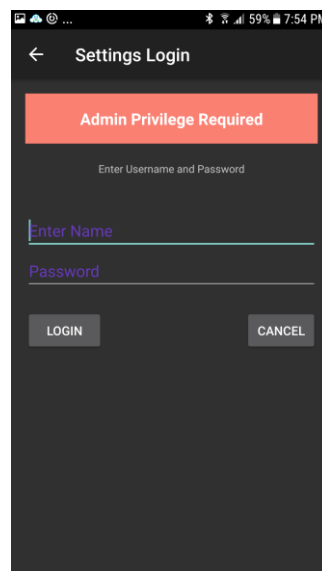 ... 59% 7:54 PM
Settings Login
Admin Privilege Required
Enter Username and Password
Enter Name
Password
LOGIN CANCEL